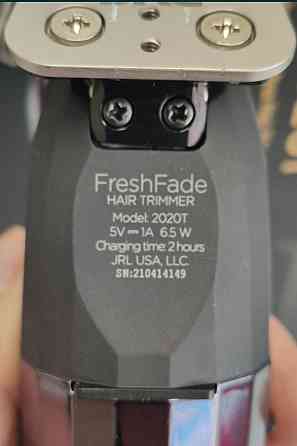 FreshFade
HAIR TRIMMER
Model: 2020T
5V⎓1A 6.5 W
Charging time: 2 hours
JRL USA, LLC.
SN:210414149